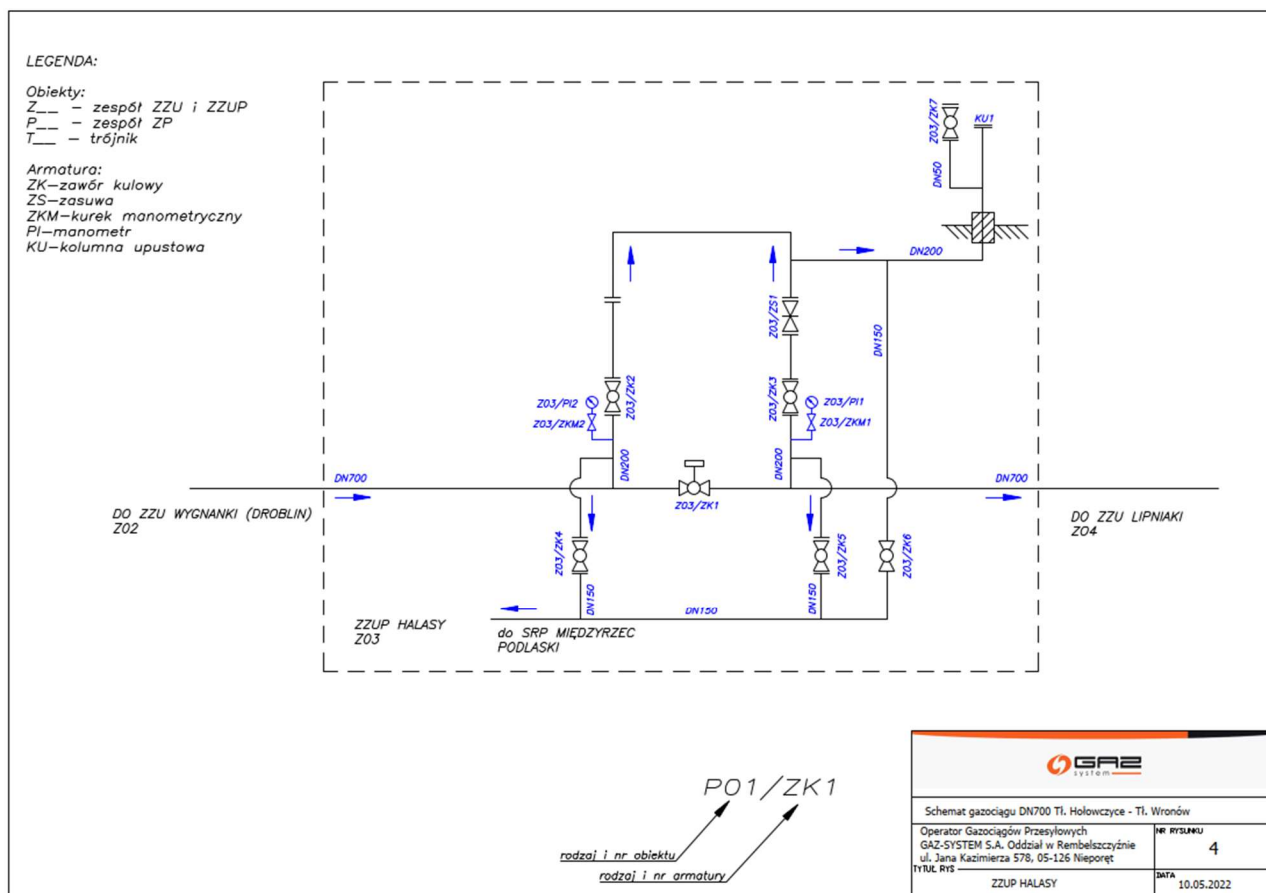 LEGENDA:
Obiekty:
Z__ – zespół ZZU i ZZUP
P__ – zespół ZP
T__ – trójnik
Armatura:
ZK–zawór kulowy
ZS–zasuwa
ZKM–kurek manometryczny
PI–manometr
KU–kolumna upustowa
Z03/ZK7
KU1
DN50
DN200
Z03/ZS1
DN150
Z03/ZK2
Z03/ZK3
Z03/PI2
Z03/ZKM2
Z03/PI1
Z03/ZKM1
DN200
DN200
DN700
DN700
Z03/ZK1
DO ZZU WYGNANKI (DROBLIN)
Z02
DO ZZU LIPNIAKI
ZO4
Z03/ZK4
Z03/ZK5
Z03/ZK6
DN150
DN150
DN150
ZZUP HALASY
Z03
do SRP MIĘDZYRZEC
PODLASKI
PO1/ZK1
rodzaj i nr obiektu
rodzaj i nr armatury
GAZ
system
Schemat gazociągu DN700 Tł. Hołowczyce - Tł. Wronów
Operator Gazociągów Przesyłowych
GAZ-SYSTEM S.A. Oddział w Rembelszczyźnie
ul. Jana Kazimierza 578, 05-126 Nieporęt
NR RYSUNKU
4
TYTUŁ RYS
ZZUP HALASY
DATA
10.05.2022